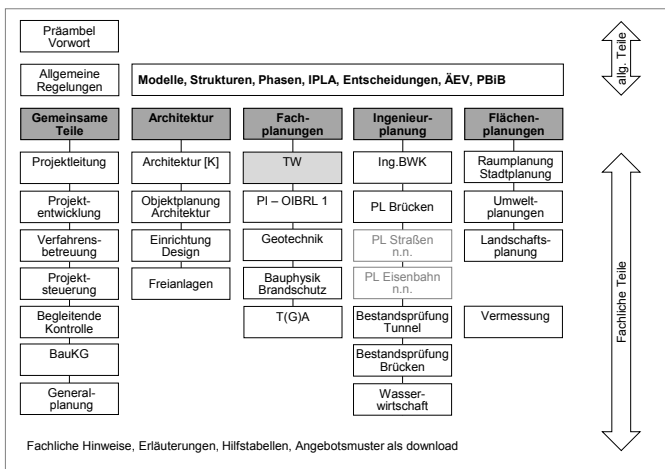 Präambel
Vorwort
Allgemeine
Regelungen
Modelle, Strukturen, Phasen, IPLA, Entscheidungen, ÄEV, PBiB
allg. Teile
Gemeinsame
Teile
Architektur
Fach-
planungen
Ingenieur-
planung
Flächen-
planungen
Projektleitung
Architektur [K]
TW
Ing.BWK
Raumplanung
Stadtplanung
Projekt-
entwicklung
Objektplanung
Architektur
PI – OIBRL 1
PL Brücken
Umwelt-
planungen
Verfahrens-
betreuung
Einrichtung
Design
Geotechnik
PL Straßen
n.n.
Landschafts-
planung
Projekt-
steuerung
Freianlagen
Bauphysik
Brandschutz
PL Eisenbahn
n.n.
Begleitende
Kontrolle
T(G)A
Bestandsprüfung
Tunnel
Vermessung
BauKG
Bestandsprüfung
Brücken
General-
planung
Wasser-
wirtschaft
Fachliche Teile
Fachliche Hinweise, Erläuterungen, Hilfstabellen, Angebotsmuster als download